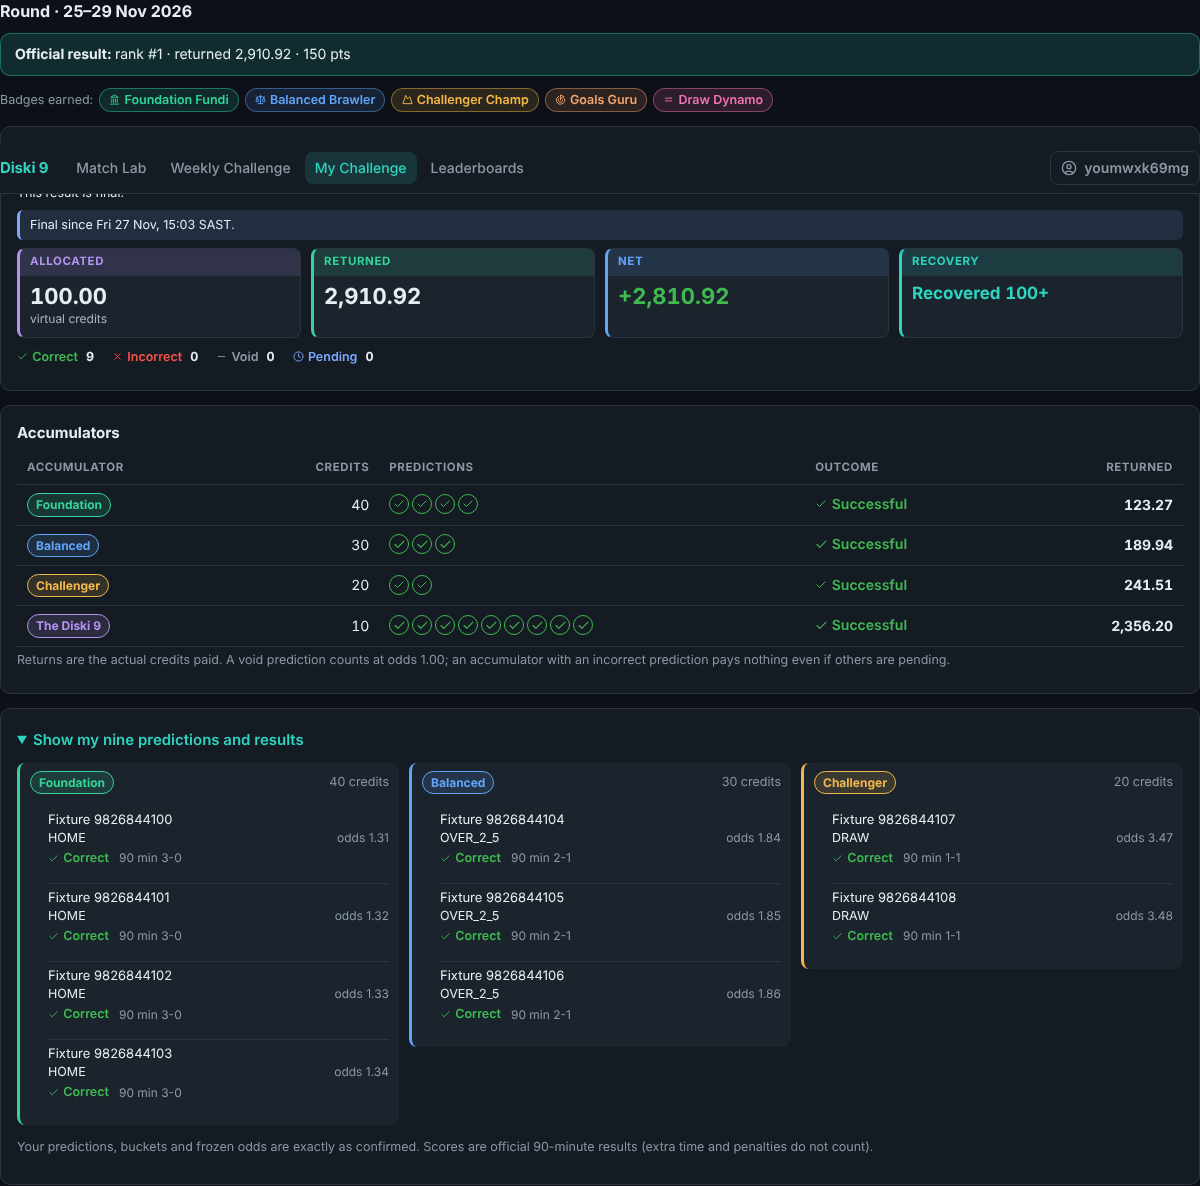 Round · 25–29 Nov 2026
Official result: rank #1 · returned 2,910.92 · 150 pts
Badges earned: Foundation Fundi Balanced Brawler Challenger Champ Goals Guru Draw Dynamo
Diski 9 Match Lab Weekly Challenge My Challenge Leaderboards youmwxk69mg
This result is final.
Final since Fri 27 Nov, 15:03 SAST.
ALLOCATED RETURNED NET RECOVERY
100.00 2,910.92 +2,810.92 Recovered 100+
virtual credits
Correct 9 Incorrect 0 Void 0 Pending 0
Accumulators
ACCUMULATOR CREDITS PREDICTIONS OUTCOME RETURNED
Foundation 40 Successful 123.27
Balanced 30 Successful 189.94
Challenger 20 Successful 241.51
The Diski 9 10 Successful 2,356.20
Returns are the actual credits paid. A void prediction counts at odds 1.00; an accumulator with an incorrect prediction pays nothing even if others are pending.
Show my nine predictions and results
Foundation 40 credits
Fixture 9826844100
HOME odds 1.31
Correct 90 min 3-0
Fixture 9826844101
HOME odds 1.32
Correct 90 min 3-0
Fixture 9826844102
HOME odds 1.33
Correct 90 min 3-0
Fixture 9826844103
HOME odds 1.34
Correct 90 min 3-0
Balanced 30 credits
Fixture 9826844104
OVER_2_5 odds 1.84
Correct 90 min 2-1
Fixture 9826844105
OVER_2_5 odds 1.85
Correct 90 min 2-1
Fixture 9826844106
OVER_2_5 odds 1.86
Correct 90 min 2-1
Challenger 20 credits
Fixture 9826844107
DRAW odds 3.47
Correct 90 min 1-1
Fixture 9826844108
DRAW odds 3.48
Correct 90 min 1-1
Your predictions, buckets and frozen odds are exactly as confirmed. Scores are official 90-minute results (extra time and penalties do not count).